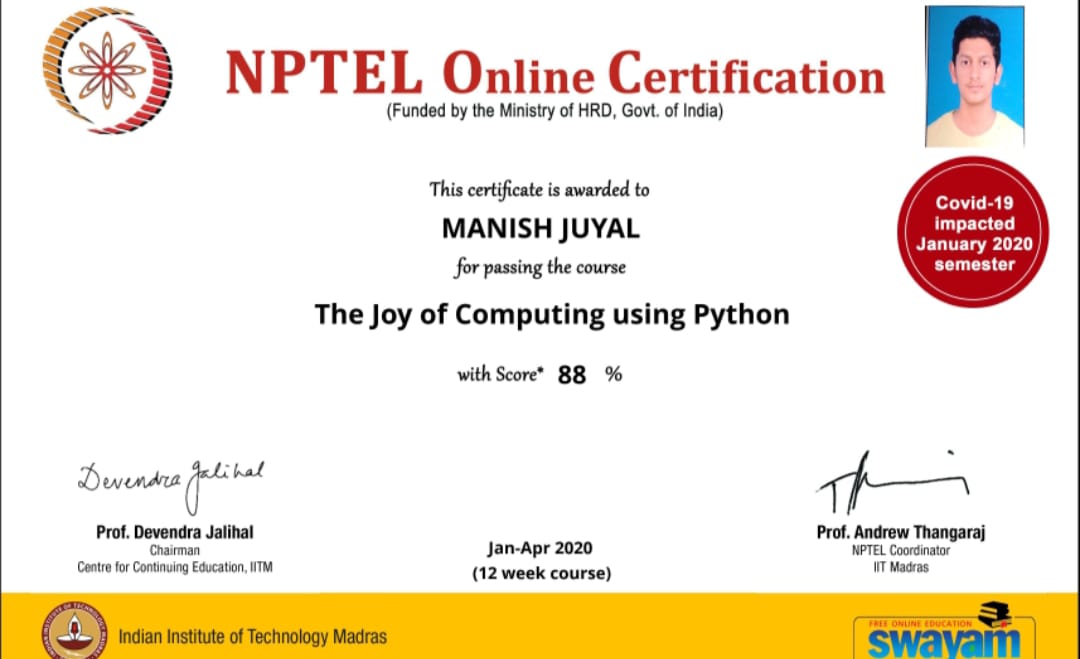 NPTEL Online Certification
(Funded by the Ministry of HRD, Govt. of India)
This certificate is awarded to
MANISH JUYAL
for passing the course
The Joy of Computing using Python
with Score* 88 %
Covid-19
impacted
January 2020
semester
Devendra Jalihal
Prof. Devendra Jalihal
Chairman
Centre for Continuing Education, IITM
Jan-Apr 2020
(12 week course)
Prof. Andrew Thangaraj
NPTEL Coordinator
IIT Madras
Indian Institute of Technology Madras
FREE ONLINE EDUCATION
swayam